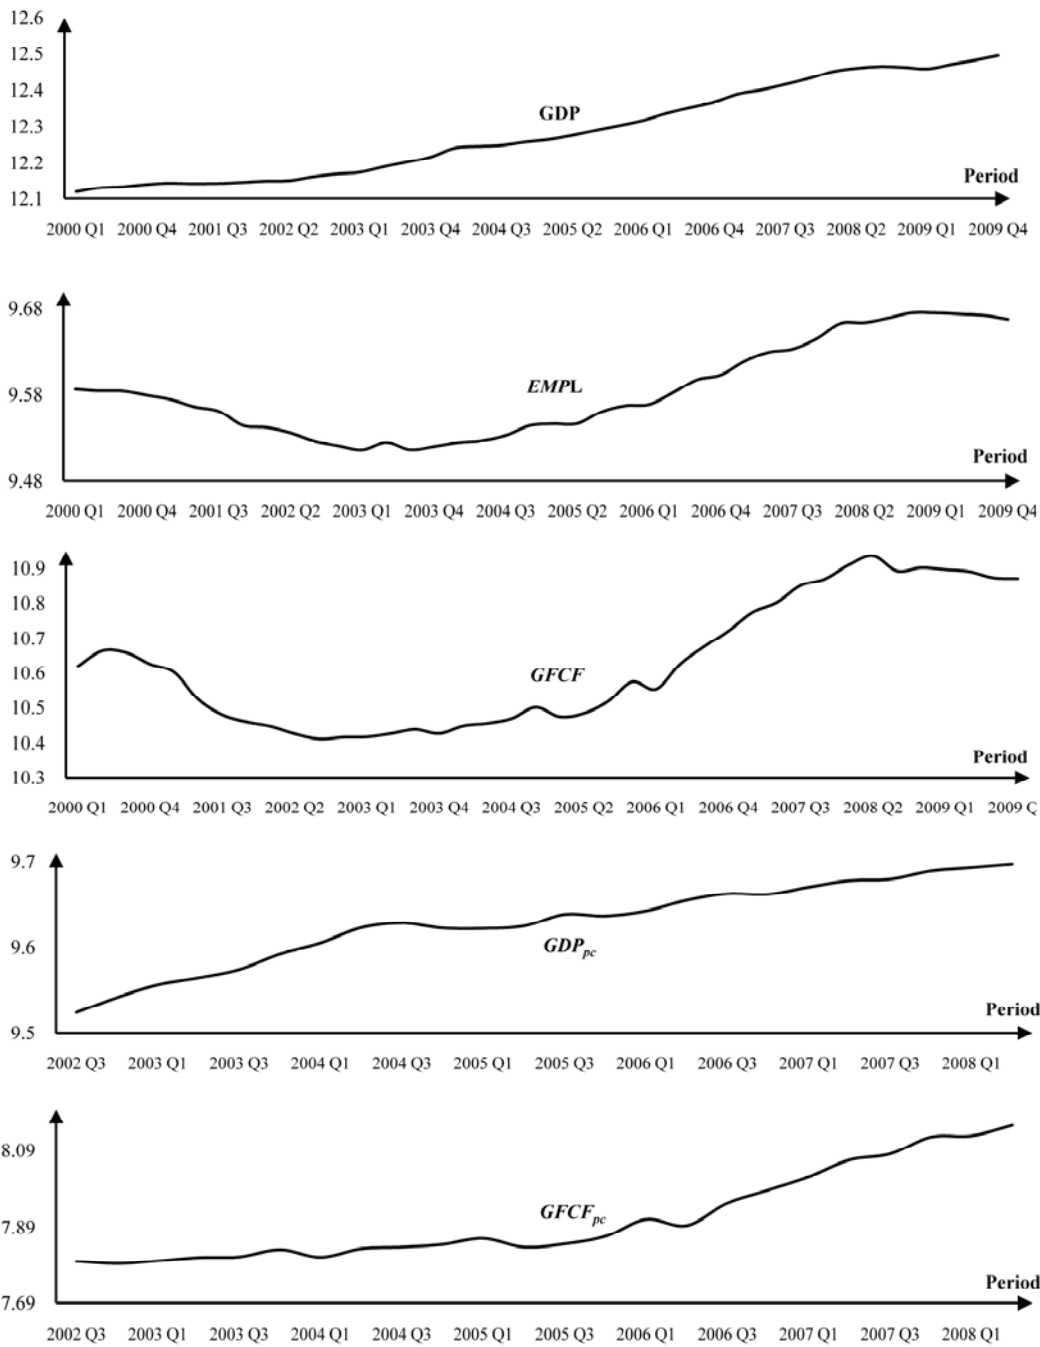 12.6
12.5
12.4
12.3
12.2
12.1
GDP
Period
2000 Q1 2000 Q4 2001 Q3 2002 Q2 2003 Q1 2003 Q4 2004 Q3 2005 Q2 2006 Q1 2006 Q4 2007 Q3 2008 Q2 2009 Q1 2009 Q4
9.68
9.58
9.48
EMPL
Period
2000 Q1 2000 Q4 2001 Q3 2002 Q2 2003 Q1 2003 Q4 2004 Q3 2005 Q2 2006 Q1 2006 Q4 2007 Q3 2008 Q2 2009 Q1 2009 Q4
10.9
10.8
10.7
10.6
10.5
10.4
10.3
GFCF
Period
2000 Q1 2000 Q4 2001 Q3 2002 Q2 2003 Q1 2003 Q4 2004 Q3 2005 Q2 2006 Q1 2006 Q4 2007 Q3 2008 Q2 2009 Q1 2009 Q
9.7
9.6
9.5
GDPpc
Period
2002 Q3 2003 Q1 2003 Q3 2004 Q1 2004 Q3 2005 Q1 2005 Q3 2006 Q1 2006 Q3 2007 Q1 2007 Q3 2008 Q1
8.09
7.89
7.69
GFCFpc
Period
2002 Q3 2003 Q1 2003 Q3 2004 Q1 2004 Q3 2005 Q1 2005 Q3 2006 Q1 2006 Q3 2007 Q1 2007 Q3 2008 Q1